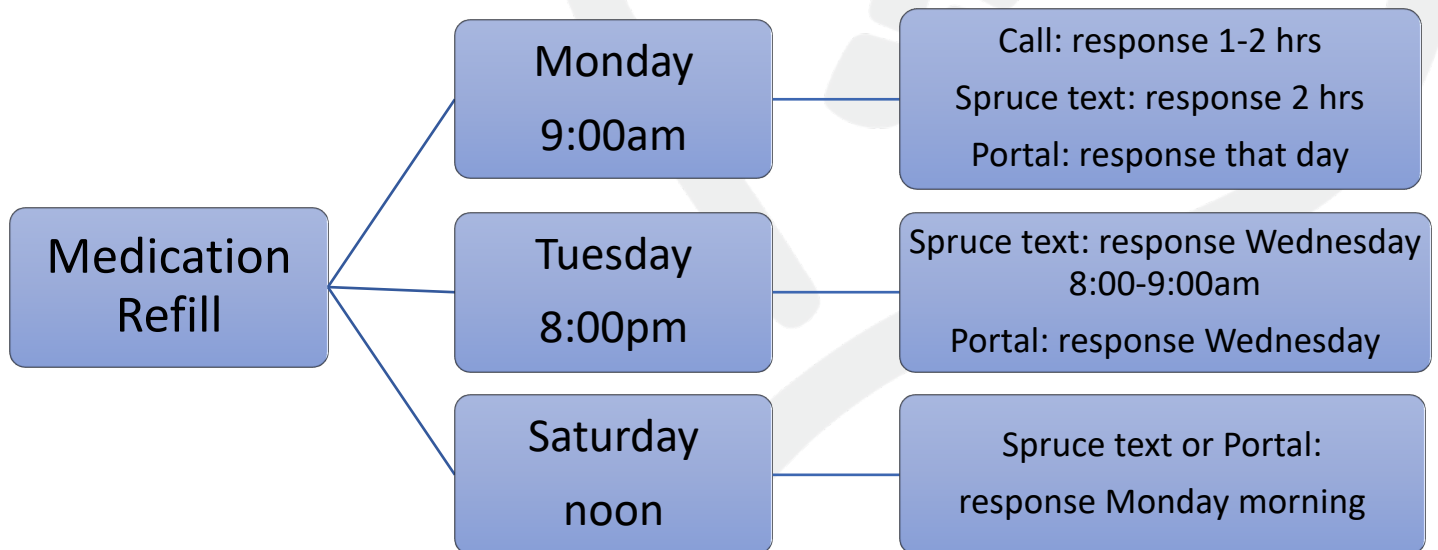 Medication
Refill
Monday
9:00am
Call: response 1-2 hrs
Spruce text: response 2 hrs
Portal: response that day
Tuesday
8:00pm
Spruce text: response Wednesday
8:00-9:00am
Portal: response Wednesday
Saturday
noon
Spruce text or Portal:
response Monday morning